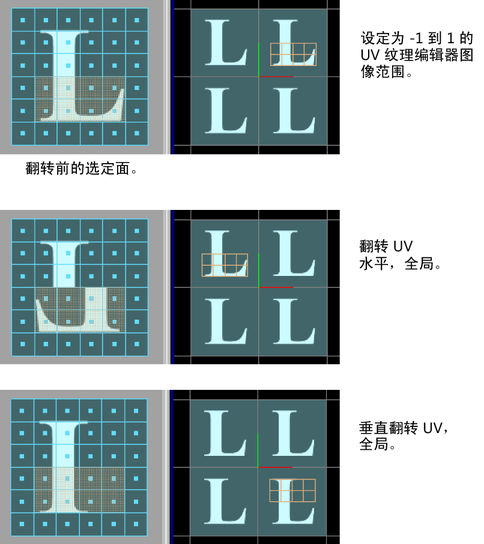 设定为 -1 到 1 的
UV 纹理编辑器图
像范围。
L
L L
L L
翻转前的选定面。
L L
L L
翻转 UV
水平，全局。
L L
L L
垂直翻转 UV，
全局。